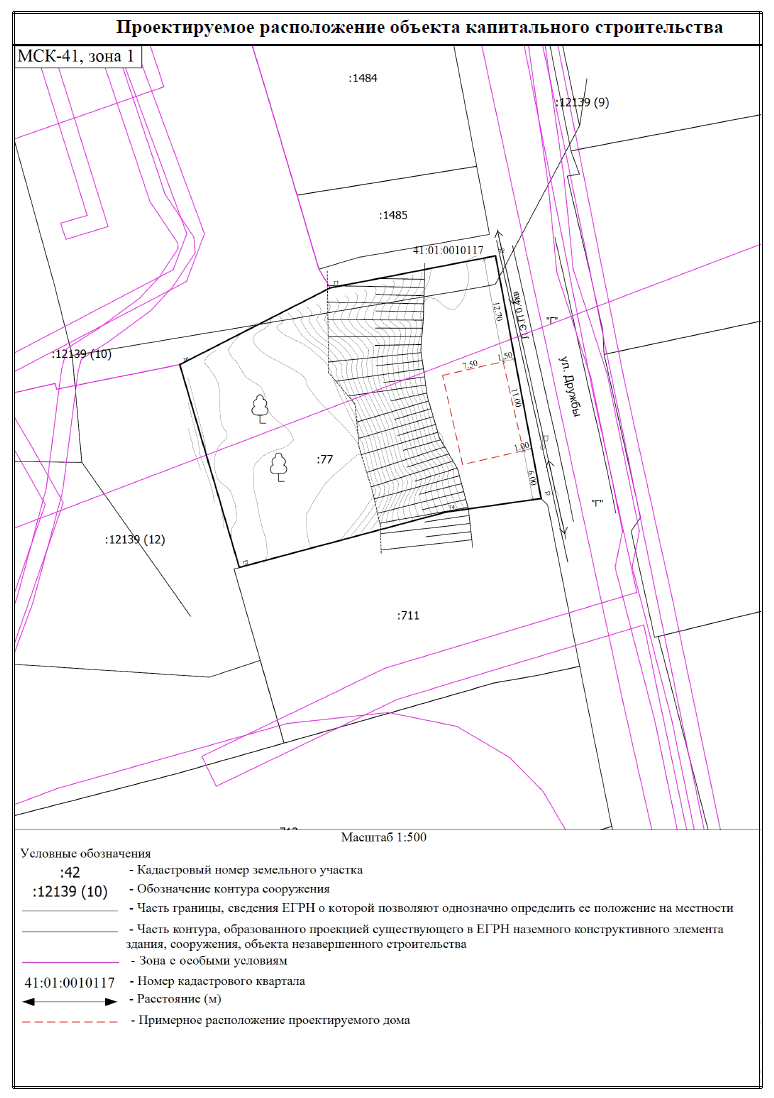 Проектируемое расположение объекта капитального строительства
МСК-41, зона 1
:1484
:12139 (9)
:1485
41:01:0010117
ЛЭП 0.4кв
12.70
"Г"
:12139 (10)
7.50
1.50
ул. Дружбы
11.00
:77
1.00
6.00
"Г"
:12139 (12)
:711
Масштаб 1:500
Условные обозначения
:42 - Кадастровый номер земельного участка
:12139 (10) - Обозначение контура сооружения
- Часть границы, сведения ЕГРН о которой позволяют однозначно определить ее положение на местности
- Часть контура, образованного проекцией существующего в ЕГРН наземного конструктивного элемента
здания, сооружения, объекта незавершенного строительства
- Зона с особыми условиям
41:01:0010117 - Номер кадастрового квартала
- Расстояние (м)
- Примерное расположение проектируемого дома